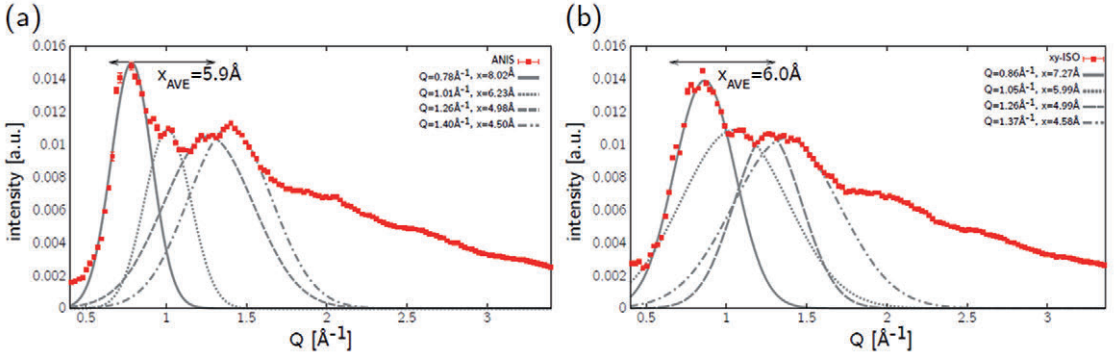 (a)
0.016
0.014
0.012
0.01
0.008
0.006
0.004
0.002
0
intensity [a.u.]
x_AVE=5.9Å
ANIS
Q=0.78Å⁻¹, x=8.02Å
Q=1.01Å⁻¹, x=6.23Å
Q=1.26Å⁻¹, x=4.98Å
Q=1.40Å⁻¹, x=4.50Å
0.5 1 1.5 2 2.5 3
Q [Å⁻¹]
(b)
0.016
0.014
0.012
0.01
0.008
0.006
0.004
0.002
0
intensity [a.u.]
x_AVE=6.0Å
xy-ISO
Q=0.86Å⁻¹, x=7.27Å
Q=1.05Å⁻¹, x=5.99Å
Q=1.26Å⁻¹, x=4.99Å
Q=1.37Å⁻¹, x=4.58Å
0.5 1 1.5 2 2.5 3
Q [Å⁻¹]